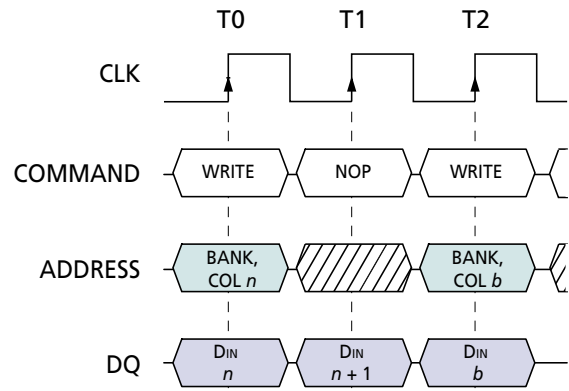 T0 T1 T2
CLK
COMMAND WRITE NOP WRITE
ADDRESS BANK, COL n BANK, COL b
DQ DIN n DIN n + 1 DIN b